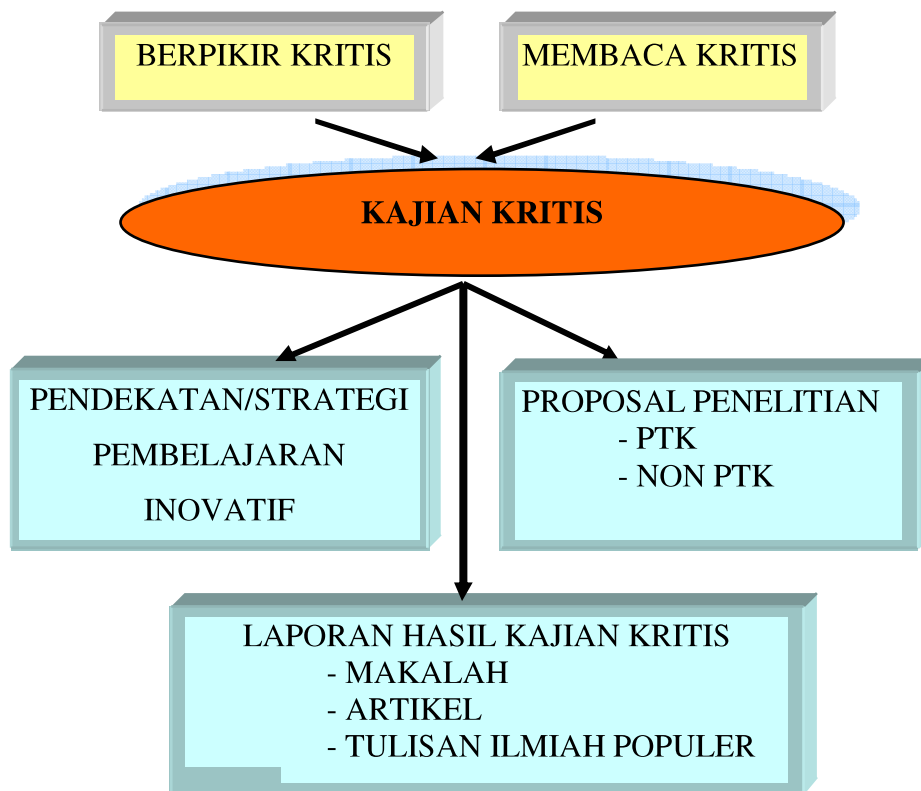 BERPIKIR KRITIS
MEMBACA KRITIS
KAJIAN KRITIS
PENDEKATAN/STRATEGI
PEMBELAJARAN
INOVATIF
PROPOSAL PENELITIAN
- PTK
- NON PTK
LAPORAN HASIL KAJIAN KRITIS
- MAKALAH
- ARTIKEL
- TULISAN ILMIAH POPULER